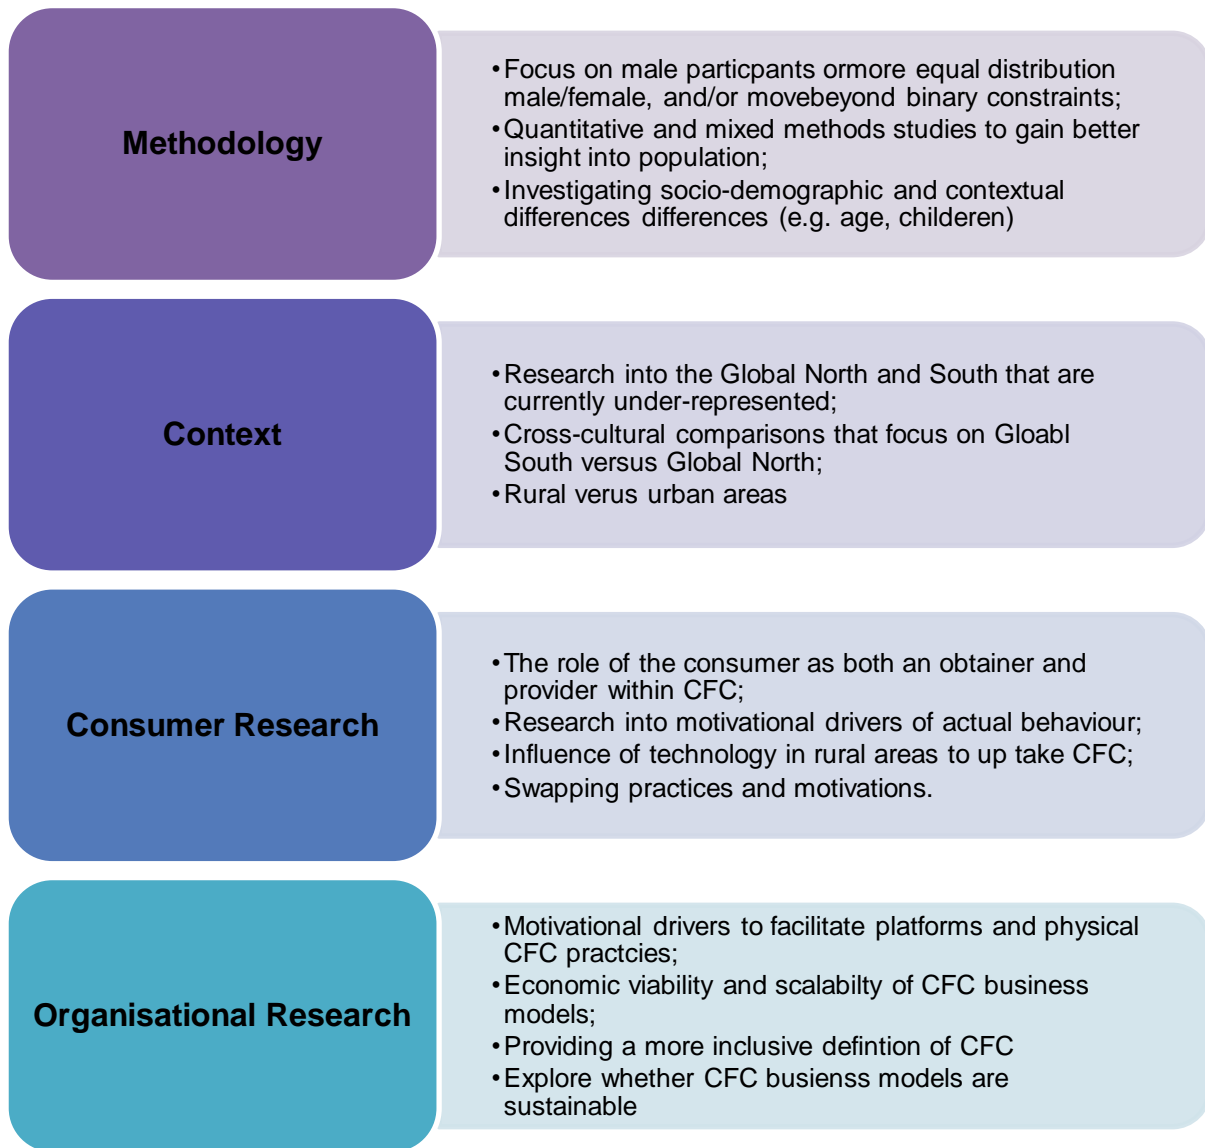 Methodology
•Focus on male particpants ormore equal distribution
male/female, and/or movebeyond binary constraints;
•Quantitative and mixed methods studies to gain better
insight into population;
•Investigating socio-demographic and contextual
differences differences (e.g. age, childeren)
Context
•Research into the Global North and South that are
currently under-represented;
•Cross-cultural comparisons that focus on Gloabl
South versus Global North;
•Rural verus urban areas
Consumer Research
•The role of the consumer as both an obtainer and
provider within CFC;
•Research into motivational drivers of actual behaviour;
•Influence of technology in rural areas to up take CFC;
•Swapping practices and motivations.
Organisational Research
•Motivational drivers to facilitate platforms and physical
CFC practcies;
•Economic viability and scalabilty of CFC business
models;
•Providing a more inclusive defintion of CFC
•Explore whether CFC busienss models are
sustainable